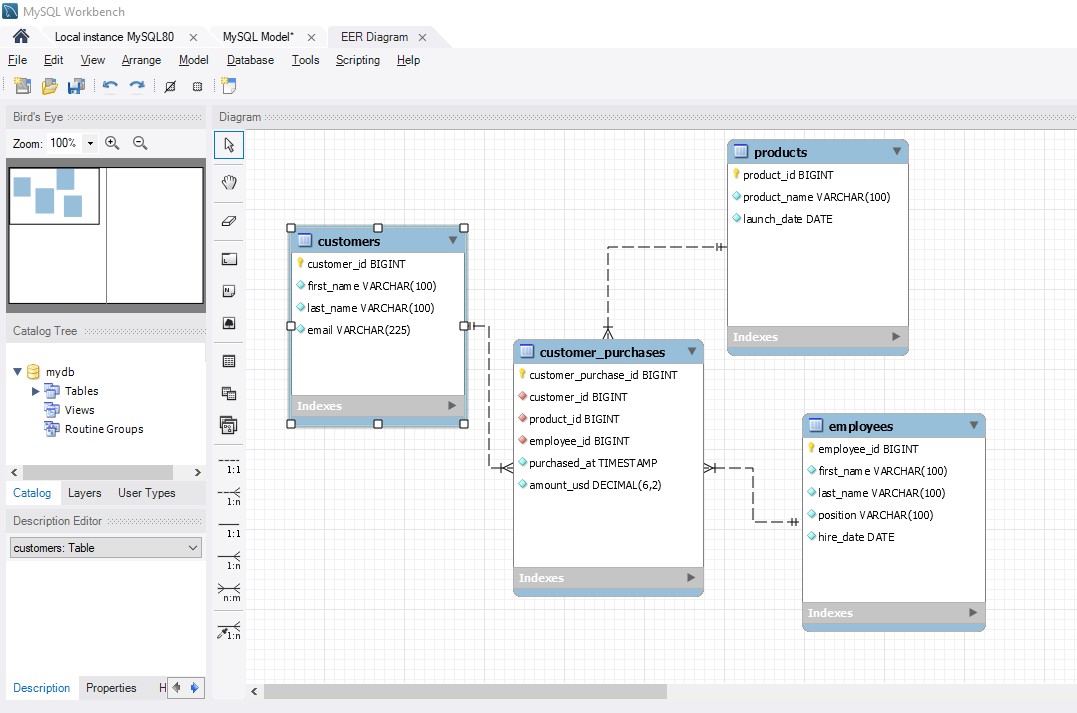 MySQL Workbench
Local instance MySQL80
MySQL Model*
EER Diagram
File Edit View Arrange Model Database Tools Scripting Help
Bird's Eye
Zoom: 100%
Catalog Tree
mydb
Tables
Views
Routine Groups
Catalog Layers User Types
Description Editor
customers: Table
Description Properties H
Diagram
1:1
1:n
1:1
1:n
n:m
1:n
customers
customer_id BIGINT
first_name VARCHAR(100)
last_name VARCHAR(100)
email VARCHAR(225)
Indexes
customer_purchases
customer_purchase_id BIGINT
customer_id BIGINT
product_id BIGINT
employee_id BIGINT
purchased_at TIMESTAMP
amount_usd DECIMAL(6,2)
Indexes
products
product_id BIGINT
product_name VARCHAR(100)
launch_date DATE
Indexes
employees
employee_id BIGINT
first_name VARCHAR(100)
last_name VARCHAR(100)
position VARCHAR(100)
hire_date DATE
Indexes